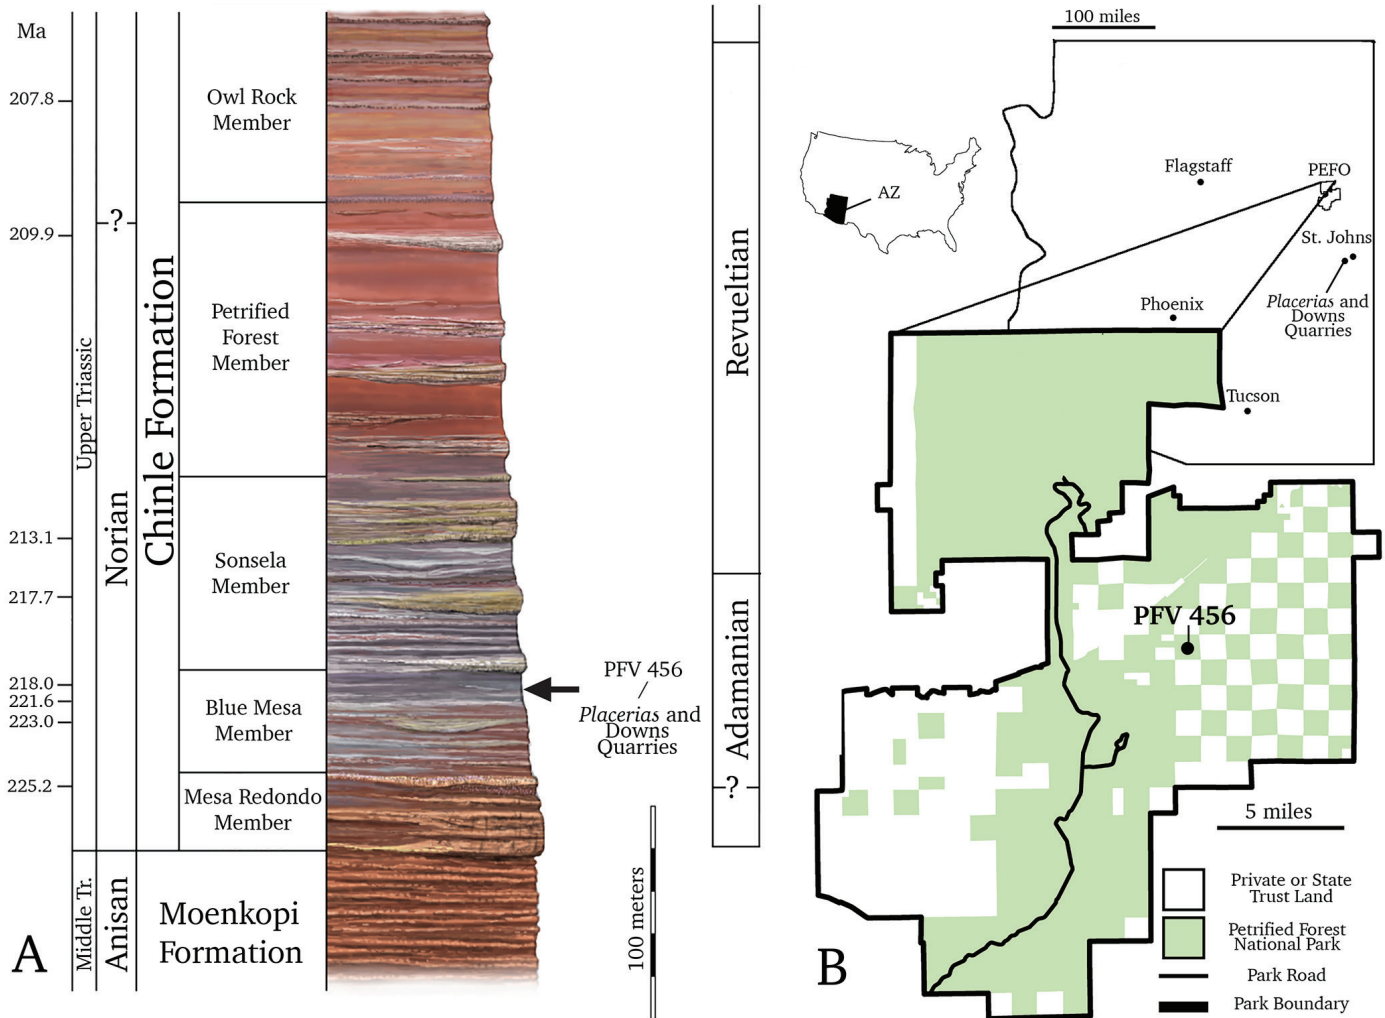 Ma
207.8
209.9
213.1
217.7
218.0
221.6
223.0
225.2
Upper Triassic
Middle Tr.
?
Norian
Anisan
Chinle Formation
Owl Rock
Member
Petrified
Forest
Member
Sonsela
Member
Blue Mesa
Member
Mesa Redondo
Member
Moenkopi
Formation
A
PFV 456
/
Placerias and
Downs
Quarries
100 meters
Revueltian
Adamanian
?
100 miles
AZ
Flagstaff
PEFO
St. Johns
Phoenix
Placerias and
Downs
Quarries
Tucson
PFV 456
5 miles
Private or State
Trust Land
Petrified Forest
National Park
Park Road
Park Boundary
B